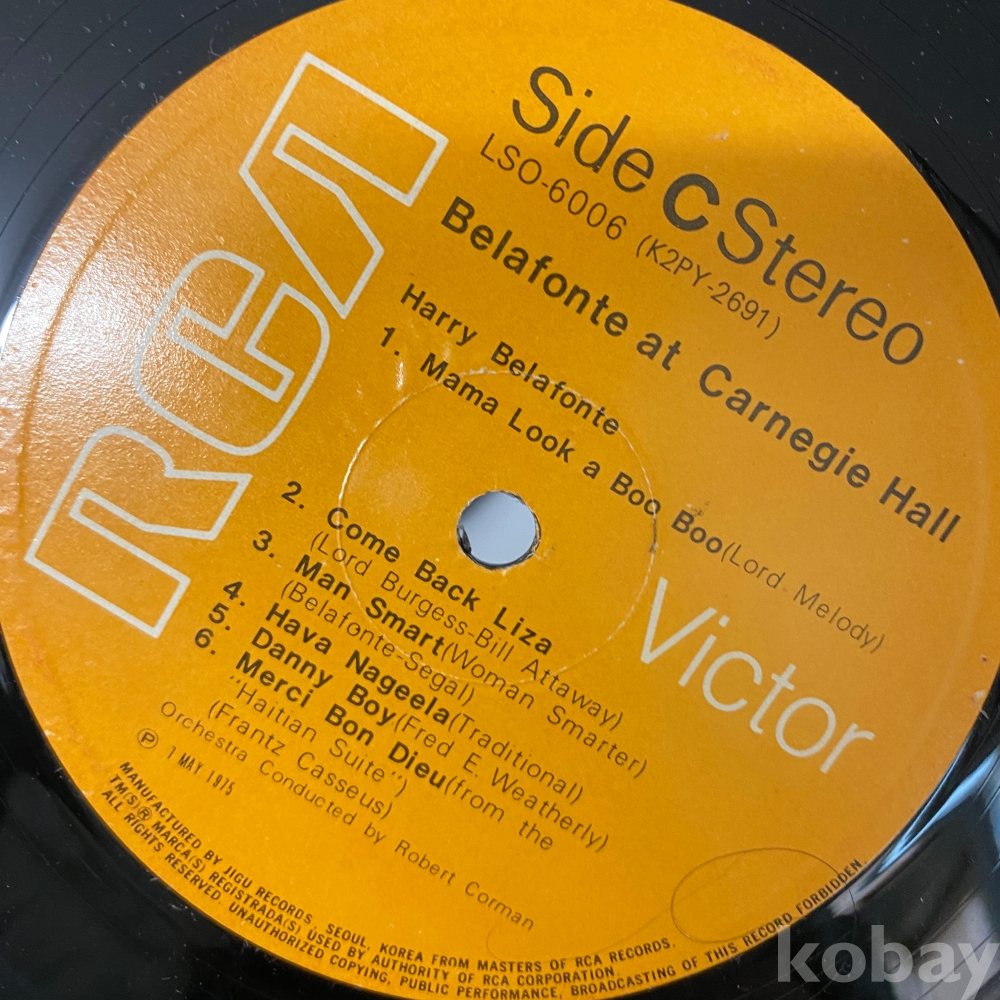 RCA
Side C Stereo
LSO-6006 (K2PY-2691)
Belafonte at Carnegie Hall
Harry Belafonte
1. Mama Look a Boo Boo(Lord Melody)
2. Come Back Liza
(Lord Burgess-Bill Attaway)
3. Man Smart(Woman Smarter)
(Belafonte-Segal)
4. Hava Nageela(Traditional)
5. Danny Boy(Fred E. Weatherly)
6. Merci Bon Dieu(from the
"Haitian Suite")
(Frantz Casseus)
Orchestra Conducted by Robert Corman
Ⓟ 1 MAY 1975
Victor
MANUFACTURED BY JIGU RECORDS, SEOUL, KOREA FROM MASTERS OF RCA RECORDS.
TM(S)® MARCA(S) REGISTRADA(S) USED BY AUTHORITY OF RCA CORPORATION.
ALL RIGHTS RESERVED. UNAUTHORIZED COPYING, PUBLIC PERFORMANCE, BROADCASTING OF THIS RECORD FORBIDDEN.
kobay